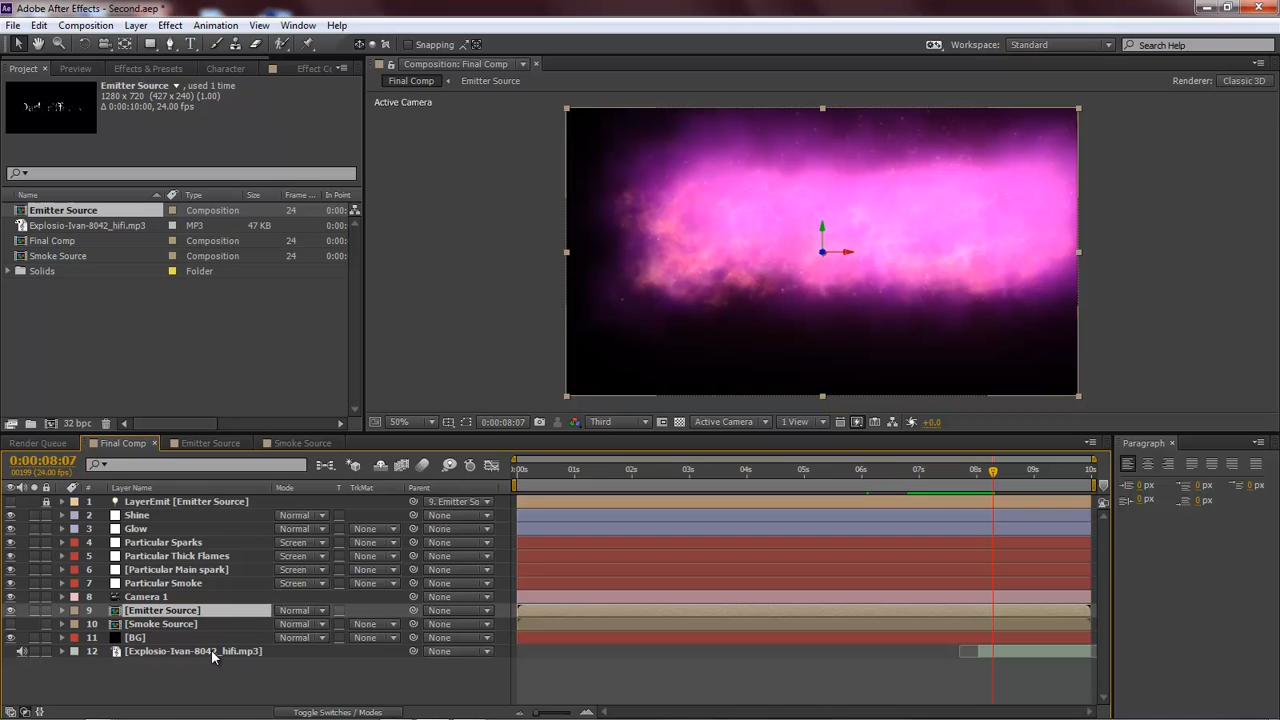 Adobe After Effects - Second.aep *
File Edit Composition Layer Effect Animation View Window Help
Snapping
Workspace: Standard
Search Help
Project Preview Effects & Presets Character Effect Co
Emitter Source ▼ , used 1 time
1280 x 720 (427 x 240) (1.00)
Δ 0:00:10:00, 24.00 fps
Name Type Size Frame ... In Point
Emitter Source Composition 24 0:00:
Explosio-Ivan-8042_hifi.mp3 MP3 47 KB 0:00:
Final Comp Composition 24 0:00:
Smoke Source Composition 24 0:00:
Solids Folder
32 bpc
Composition: Final Comp
Final Comp Emitter Source
Renderer: Classic 3D
Active Camera
50% 0:00:08:07 Third Active Camera 1 View +0.0
Render Queue Final Comp × Emitter Source Smoke Source
0:00:08:07
00199 (24.00 fps)
0:00s 01s 02s 03s 04s 05s 06s 07s 08s 09s 10s
# Layer Name Mode T TrkMat Parent
1 LayerEmit [Emitter Source] 9. Emitter So
2 Shine Normal None
3 Glow Normal None None
4 Particular Sparks Screen None None
5 Particular Thick Flames Screen None None
6 [Particular Main spark] Screen None None
7 Particular Smoke Screen None None
8 Camera 1 None
9 [Emitter Source] Normal None
10 [Smoke Source] Normal None None
11 [BG] Normal None None
12 [Explosio-Ivan-8042_hifi.mp3] None
Toggle Switches / Modes
Paragraph ×
0 px 0 px 0 px
0 px 0 px